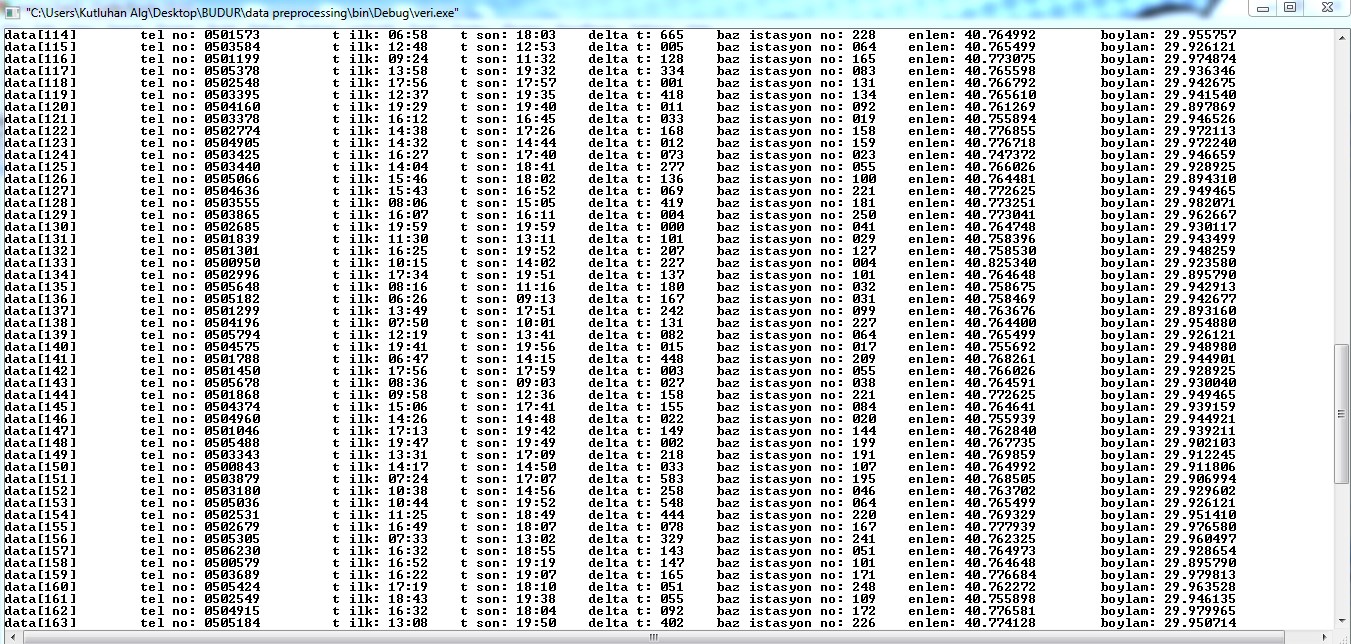 "C:\Users\Kutluhan Alg\Desktop\BUDUR\data preprocessing\bin\Debug\veri.exe"
data[114] tel no: 0501573 t ilk: 06:58 t son: 18:03 delta t: 665 baz istasyon no: 228 enlem: 40.764992 boylam: 29.955757
data[115] tel no: 0503584 t ilk: 12:48 t son: 12:53 delta t: 005 baz istasyon no: 064 enlem: 40.765499 boylam: 29.926121
data[116] tel no: 0501199 t ilk: 09:24 t son: 11:32 delta t: 128 baz istasyon no: 165 enlem: 40.773075 boylam: 29.974874
data[117] tel no: 0505378 t ilk: 13:58 t son: 19:32 delta t: 334 baz istasyon no: 083 enlem: 40.765598 boylam: 29.936346
data[118] tel no: 0502548 t ilk: 17:56 t son: 17:57 delta t: 001 baz istasyon no: 131 enlem: 40.766792 boylam: 29.942675
data[119] tel no: 0503395 t ilk: 12:37 t son: 19:35 delta t: 418 baz istasyon no: 134 enlem: 40.765610 boylam: 29.941540
data[120] tel no: 0504160 t ilk: 19:29 t son: 19:40 delta t: 011 baz istasyon no: 092 enlem: 40.761269 boylam: 29.897869
data[121] tel no: 0503378 t ilk: 16:12 t son: 16:45 delta t: 033 baz istasyon no: 019 enlem: 40.755894 boylam: 29.946526
data[122] tel no: 0502774 t ilk: 14:38 t son: 17:26 delta t: 168 baz istasyon no: 158 enlem: 40.776855 boylam: 29.972113
data[123] tel no: 0504905 t ilk: 14:32 t son: 14:44 delta t: 012 baz istasyon no: 159 enlem: 40.776718 boylam: 29.972240
data[124] tel no: 0503425 t ilk: 16:27 t son: 17:40 delta t: 073 baz istasyon no: 023 enlem: 40.747372 boylam: 29.946659
data[125] tel no: 0503440 t ilk: 14:04 t son: 18:41 delta t: 277 baz istasyon no: 055 enlem: 40.766026 boylam: 29.928925
data[126] tel no: 0505066 t ilk: 15:46 t son: 18:02 delta t: 136 baz istasyon no: 100 enlem: 40.764481 boylam: 29.894310
data[127] tel no: 0504636 t ilk: 15:43 t son: 16:52 delta t: 069 baz istasyon no: 221 enlem: 40.772625 boylam: 29.949465
data[128] tel no: 0503555 t ilk: 08:06 t son: 15:05 delta t: 419 baz istasyon no: 181 enlem: 40.773251 boylam: 29.982071
data[129] tel no: 0503865 t ilk: 16:07 t son: 16:11 delta t: 004 baz istasyon no: 250 enlem: 40.773041 boylam: 29.962667
data[130] tel no: 0502685 t ilk: 19:59 t son: 19:59 delta t: 000 baz istasyon no: 041 enlem: 40.764748 boylam: 29.930117
data[131] tel no: 0501839 t ilk: 11:30 t son: 13:11 delta t: 101 baz istasyon no: 029 enlem: 40.758396 boylam: 29.943499
data[132] tel no: 0501301 t ilk: 16:25 t son: 19:52 delta t: 207 baz istasyon no: 127 enlem: 40.758530 boylam: 29.948259
data[133] tel no: 0500950 t ilk: 10:15 t son: 14:02 delta t: 227 baz istasyon no: 004 enlem: 40.825340 boylam: 29.923580
data[134] tel no: 0502996 t ilk: 17:34 t son: 19:51 delta t: 137 baz istasyon no: 101 enlem: 40.764648 boylam: 29.895790
data[135] tel no: 0505648 t ilk: 08:16 t son: 11:16 delta t: 180 baz istasyon no: 032 enlem: 40.758675 boylam: 29.942913
data[136] tel no: 0505182 t ilk: 06:26 t son: 09:13 delta t: 167 baz istasyon no: 031 enlem: 40.758469 boylam: 29.942677
data[137] tel no: 0501299 t ilk: 13:49 t son: 17:51 delta t: 242 baz istasyon no: 099 enlem: 40.763676 boylam: 29.893160
data[138] tel no: 0504196 t ilk: 07:50 t son: 10:01 delta t: 131 baz istasyon no: 227 enlem: 40.764400 boylam: 29.954880
data[139] tel no: 0505794 t ilk: 12:19 t son: 13:41 delta t: 082 baz istasyon no: 064 enlem: 40.765499 boylam: 29.926121
data[140] tel no: 0504575 t ilk: 19:41 t son: 19:56 delta t: 015 baz istasyon no: 017 enlem: 40.755692 boylam: 29.948980
data[141] tel no: 0501788 t ilk: 06:47 t son: 14:15 delta t: 448 baz istasyon no: 209 enlem: 40.768261 boylam: 29.944901
data[142] tel no: 0501450 t ilk: 17:56 t son: 17:59 delta t: 003 baz istasyon no: 055 enlem: 40.766026 boylam: 29.928925
data[143] tel no: 0505678 t ilk: 08:36 t son: 09:03 delta t: 027 baz istasyon no: 038 enlem: 40.764591 boylam: 29.930040
data[144] tel no: 0501868 t ilk: 09:58 t son: 12:36 delta t: 158 baz istasyon no: 221 enlem: 40.772625 boylam: 29.949465
data[145] tel no: 0504374 t ilk: 15:06 t son: 17:41 delta t: 155 baz istasyon no: 084 enlem: 40.764641 boylam: 29.939159
data[146] tel no: 0504960 t ilk: 14:26 t son: 14:48 delta t: 022 baz istasyon no: 020 enlem: 40.755939 boylam: 29.944921
data[147] tel no: 0501046 t ilk: 17:13 t son: 19:42 delta t: 149 baz istasyon no: 144 enlem: 40.762840 boylam: 29.939211
data[148] tel no: 0505488 t ilk: 19:47 t son: 19:49 delta t: 002 baz istasyon no: 199 enlem: 40.767735 boylam: 29.902103
data[149] tel no: 0503343 t ilk: 13:31 t son: 17:09 delta t: 218 baz istasyon no: 191 enlem: 40.769859 boylam: 29.912245
data[150] tel no: 0500843 t ilk: 14:17 t son: 14:50 delta t: 033 baz istasyon no: 107 enlem: 40.764992 boylam: 29.911806
data[151] tel no: 0503879 t ilk: 07:24 t son: 17:07 delta t: 583 baz istasyon no: 195 enlem: 40.768505 boylam: 29.906994
data[152] tel no: 0503180 t ilk: 10:38 t son: 14:56 delta t: 258 baz istasyon no: 046 enlem: 40.763702 boylam: 29.929602
data[153] tel no: 0505036 t ilk: 10:44 t son: 19:52 delta t: 548 baz istasyon no: 064 enlem: 40.765499 boylam: 29.926121
data[154] tel no: 0502531 t ilk: 11:25 t son: 18:49 delta t: 444 baz istasyon no: 220 enlem: 40.769329 boylam: 29.951410
data[155] tel no: 0502679 t ilk: 16:49 t son: 18:07 delta t: 078 baz istasyon no: 167 enlem: 40.777939 boylam: 29.976580
data[156] tel no: 0505305 t ilk: 07:33 t son: 13:02 delta t: 329 baz istasyon no: 241 enlem: 40.762325 boylam: 29.960497
data[157] tel no: 0506230 t ilk: 16:32 t son: 18:55 delta t: 143 baz istasyon no: 051 enlem: 40.764973 boylam: 29.928654
data[158] tel no: 0500579 t ilk: 16:52 t son: 19:19 delta t: 147 baz istasyon no: 101 enlem: 40.764648 boylam: 29.895790
data[159] tel no: 0503689 t ilk: 16:22 t son: 19:07 delta t: 165 baz istasyon no: 171 enlem: 40.776684 boylam: 29.979813
data[160] tel no: 0505424 t ilk: 17:19 t son: 18:10 delta t: 051 baz istasyon no: 248 enlem: 40.762272 boylam: 29.963528
data[161] tel no: 0502549 t ilk: 18:43 t son: 19:38 delta t: 055 baz istasyon no: 109 enlem: 40.755898 boylam: 29.946135
data[162] tel no: 0504915 t ilk: 16:32 t son: 18:04 delta t: 092 baz istasyon no: 172 enlem: 40.776581 boylam: 29.979965
data[163] tel no: 0505184 t ilk: 13:08 t son: 19:50 delta t: 402 baz istasyon no: 226 enlem: 40.774128 boylam: 29.950714